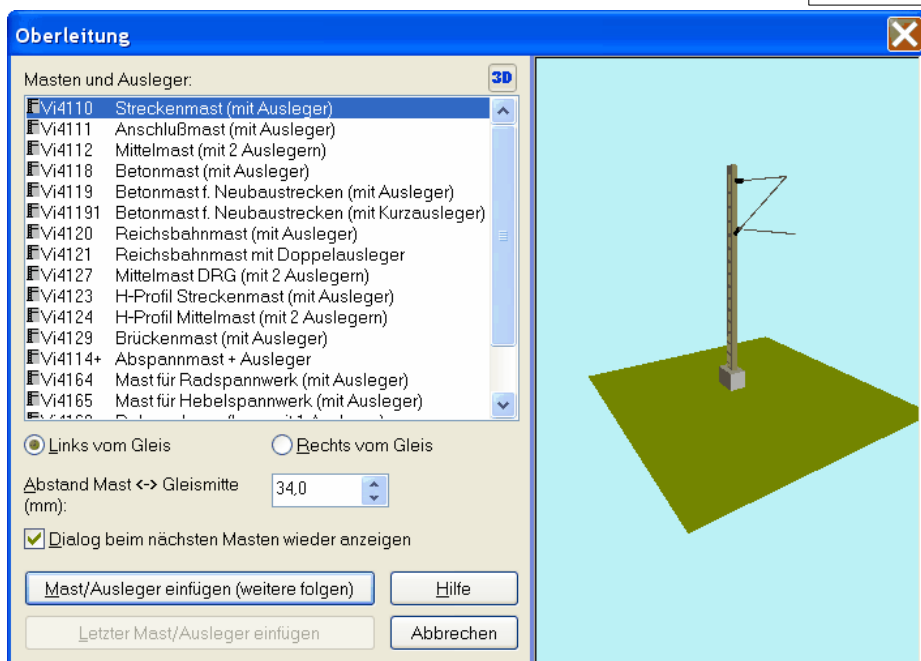 Oberleitung
Masten und Ausleger:
3D
Vi4110 Streckenmast (mit Ausleger)
Vi4111 Anschlußmast (mit Ausleger)
Vi4112 Mittelmast (mit 2 Auslegern)
Vi4118 Betonmast (mit Ausleger)
Vi4119 Betonmast f. Neubaustrecken (mit Ausleger)
Vi41191 Betonmast f. Neubaustrecken (mit Kurzausleger)
Vi4120 Reichsbahnmast (mit Ausleger)
Vi4121 Reichsbahnmast mit Doppelausleger
Vi4127 Mittelmast DRG (mit 2 Auslegern)
Vi4123 H-Profil Streckenmast (mit Ausleger)
Vi4124 H-Profil Mittelmast (mit 2 Auslegern)
Vi4129 Brückenmast (mit Ausleger)
Vi4114+ Abspannmast + Ausleger
Vi4164 Mast für Radspannwerk (mit Ausleger)
Vi4165 Mast für Hebelspannwerk (mit Ausleger)
Links vom Gleis
Rechts vom Gleis
Abstand Mast <-> Gleismitte
(mm):
34,0
Dialog beim nächsten Masten wieder anzeigen
Mast/Ausleger einfügen (weitere folgen)
Hilfe
Letzter Mast/Ausleger einfügen
Abbrechen